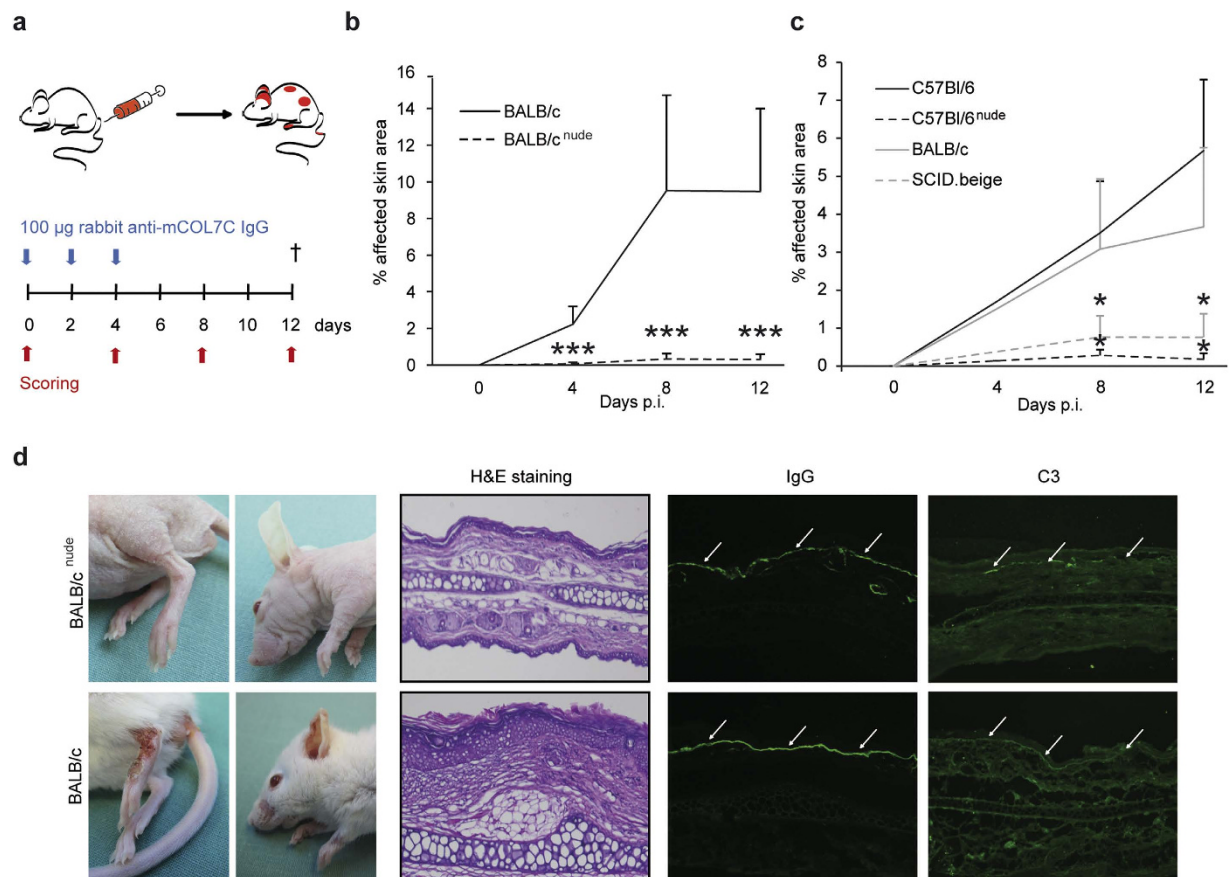 a
100 µg rabbit anti-mCOL7C IgG
†
0 2 4 6 8 10 12 days
Scoring
b
16
14
12
10
8
6
4
2
0
% affected skin area
BALB/c
BALB/c nude
***
***
***
0 4 8 12
Days p.i.
c
8
7
6
5
4
3
2
1
0
% affected skin area
C57Bl/6
C57Bl/6 nude
BALB/c
SCID.beige
* *
* *
0 4 8 12
Days p.i.
d
H&E staining IgG C3
BALB/c nude
BALB/c